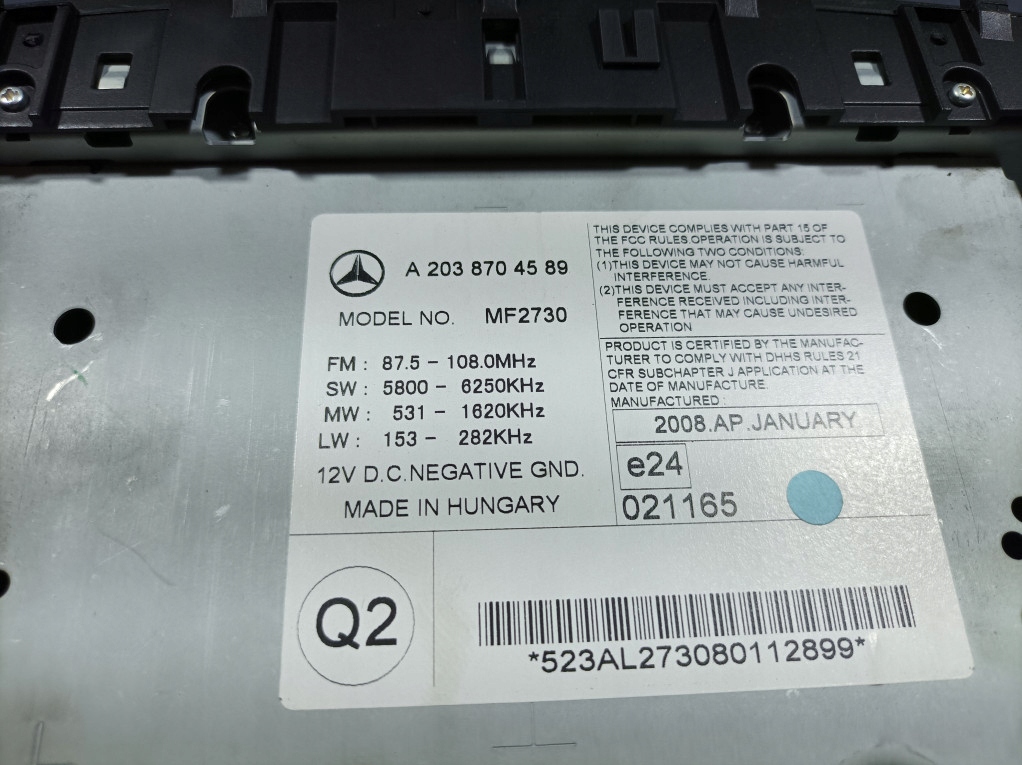 A 203 870 45 89
MODEL NO. MF2730
FM : 87.5 - 108.0MHz
SW : 5800 - 6250KHz
MW : 531 - 1620KHz
LW : 153 - 282KHz
12V D.C.NEGATIVE GND.
MADE IN HUNGARY
THIS DEVICE COMPLIES WITH PART 15 OF
THE FCC RULES.OPERATION IS SUBJECT TO
THE FOLLOWING TWO CONDITIONS:
(1)THIS DEVICE MAY NOT CAUSE HARMFUL
INTERFERENCE.
(2)THIS DEVICE MUST ACCEPT ANY INTER-
FERENCE RECEIVED INCLUDING INTER-
FERENCE THAT MAY CAUSE UNDESIRED
OPERATION
PRODUCT IS CERTIFIED BY THE MANUFAC-
TURER TO COMPLY WITH DHHS RULES 21
CFR SUBCHAPTER J APPLICATION AT THE
DATE OF MANUFACTURE.
MANUFACTURED :
2008.AP.JANUARY
e24
021165
Q2
*523AL273080112899*